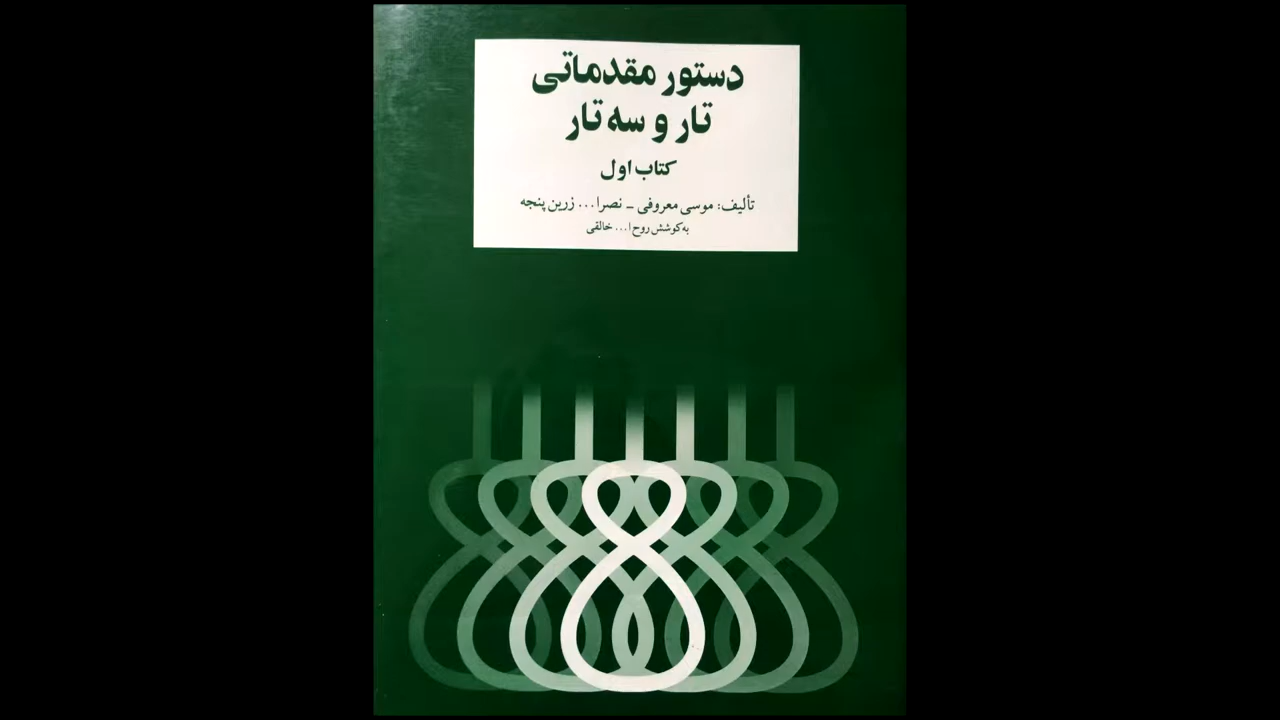 دستور مقدماتی
تار و سه تار
کتاب اول
تألیف: موسی معروفی ـ نصرا... زرین پنجه
به کوشش روح ا... خالقی